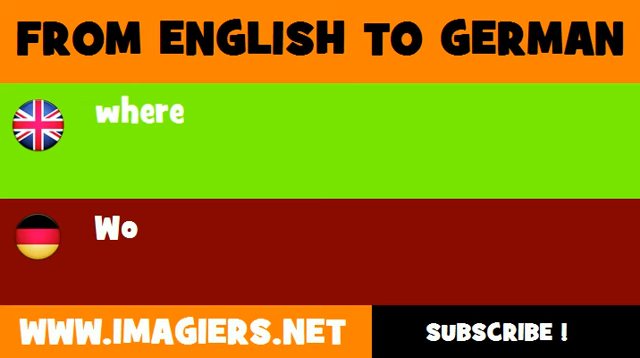 FROM ENGLISH TO GERMAN
where
Wo
WWW.IMAGIERS.NET
SUBSCRIBE !